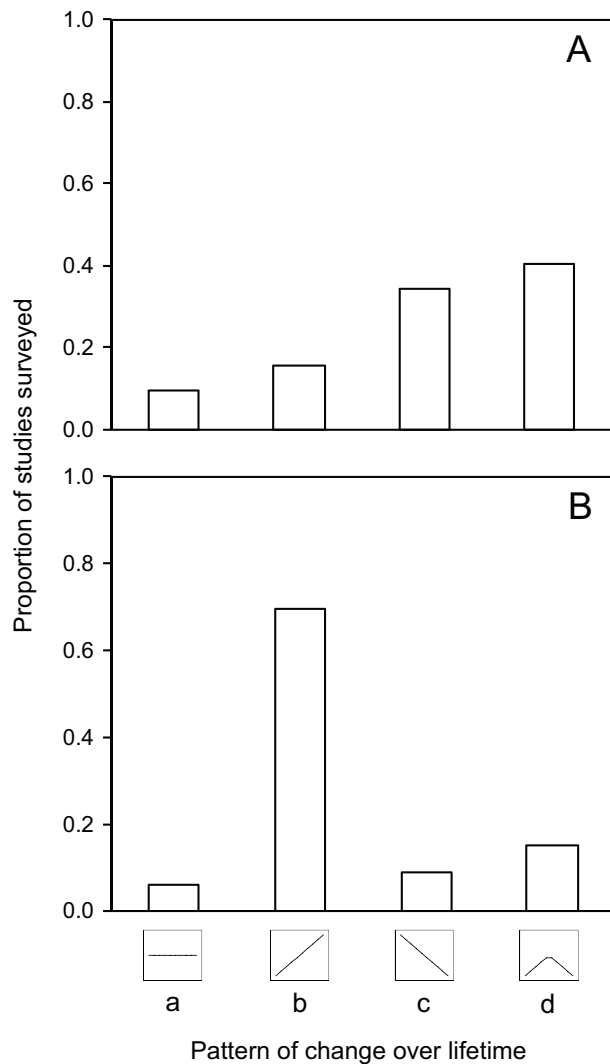 1.0
A
0.8
0.6
0.4
0.2
0.0
Proportion of studies surveyed
1.0
B
0.8
0.6
0.4
0.2
0.0
a b c d
Pattern of change over lifetime